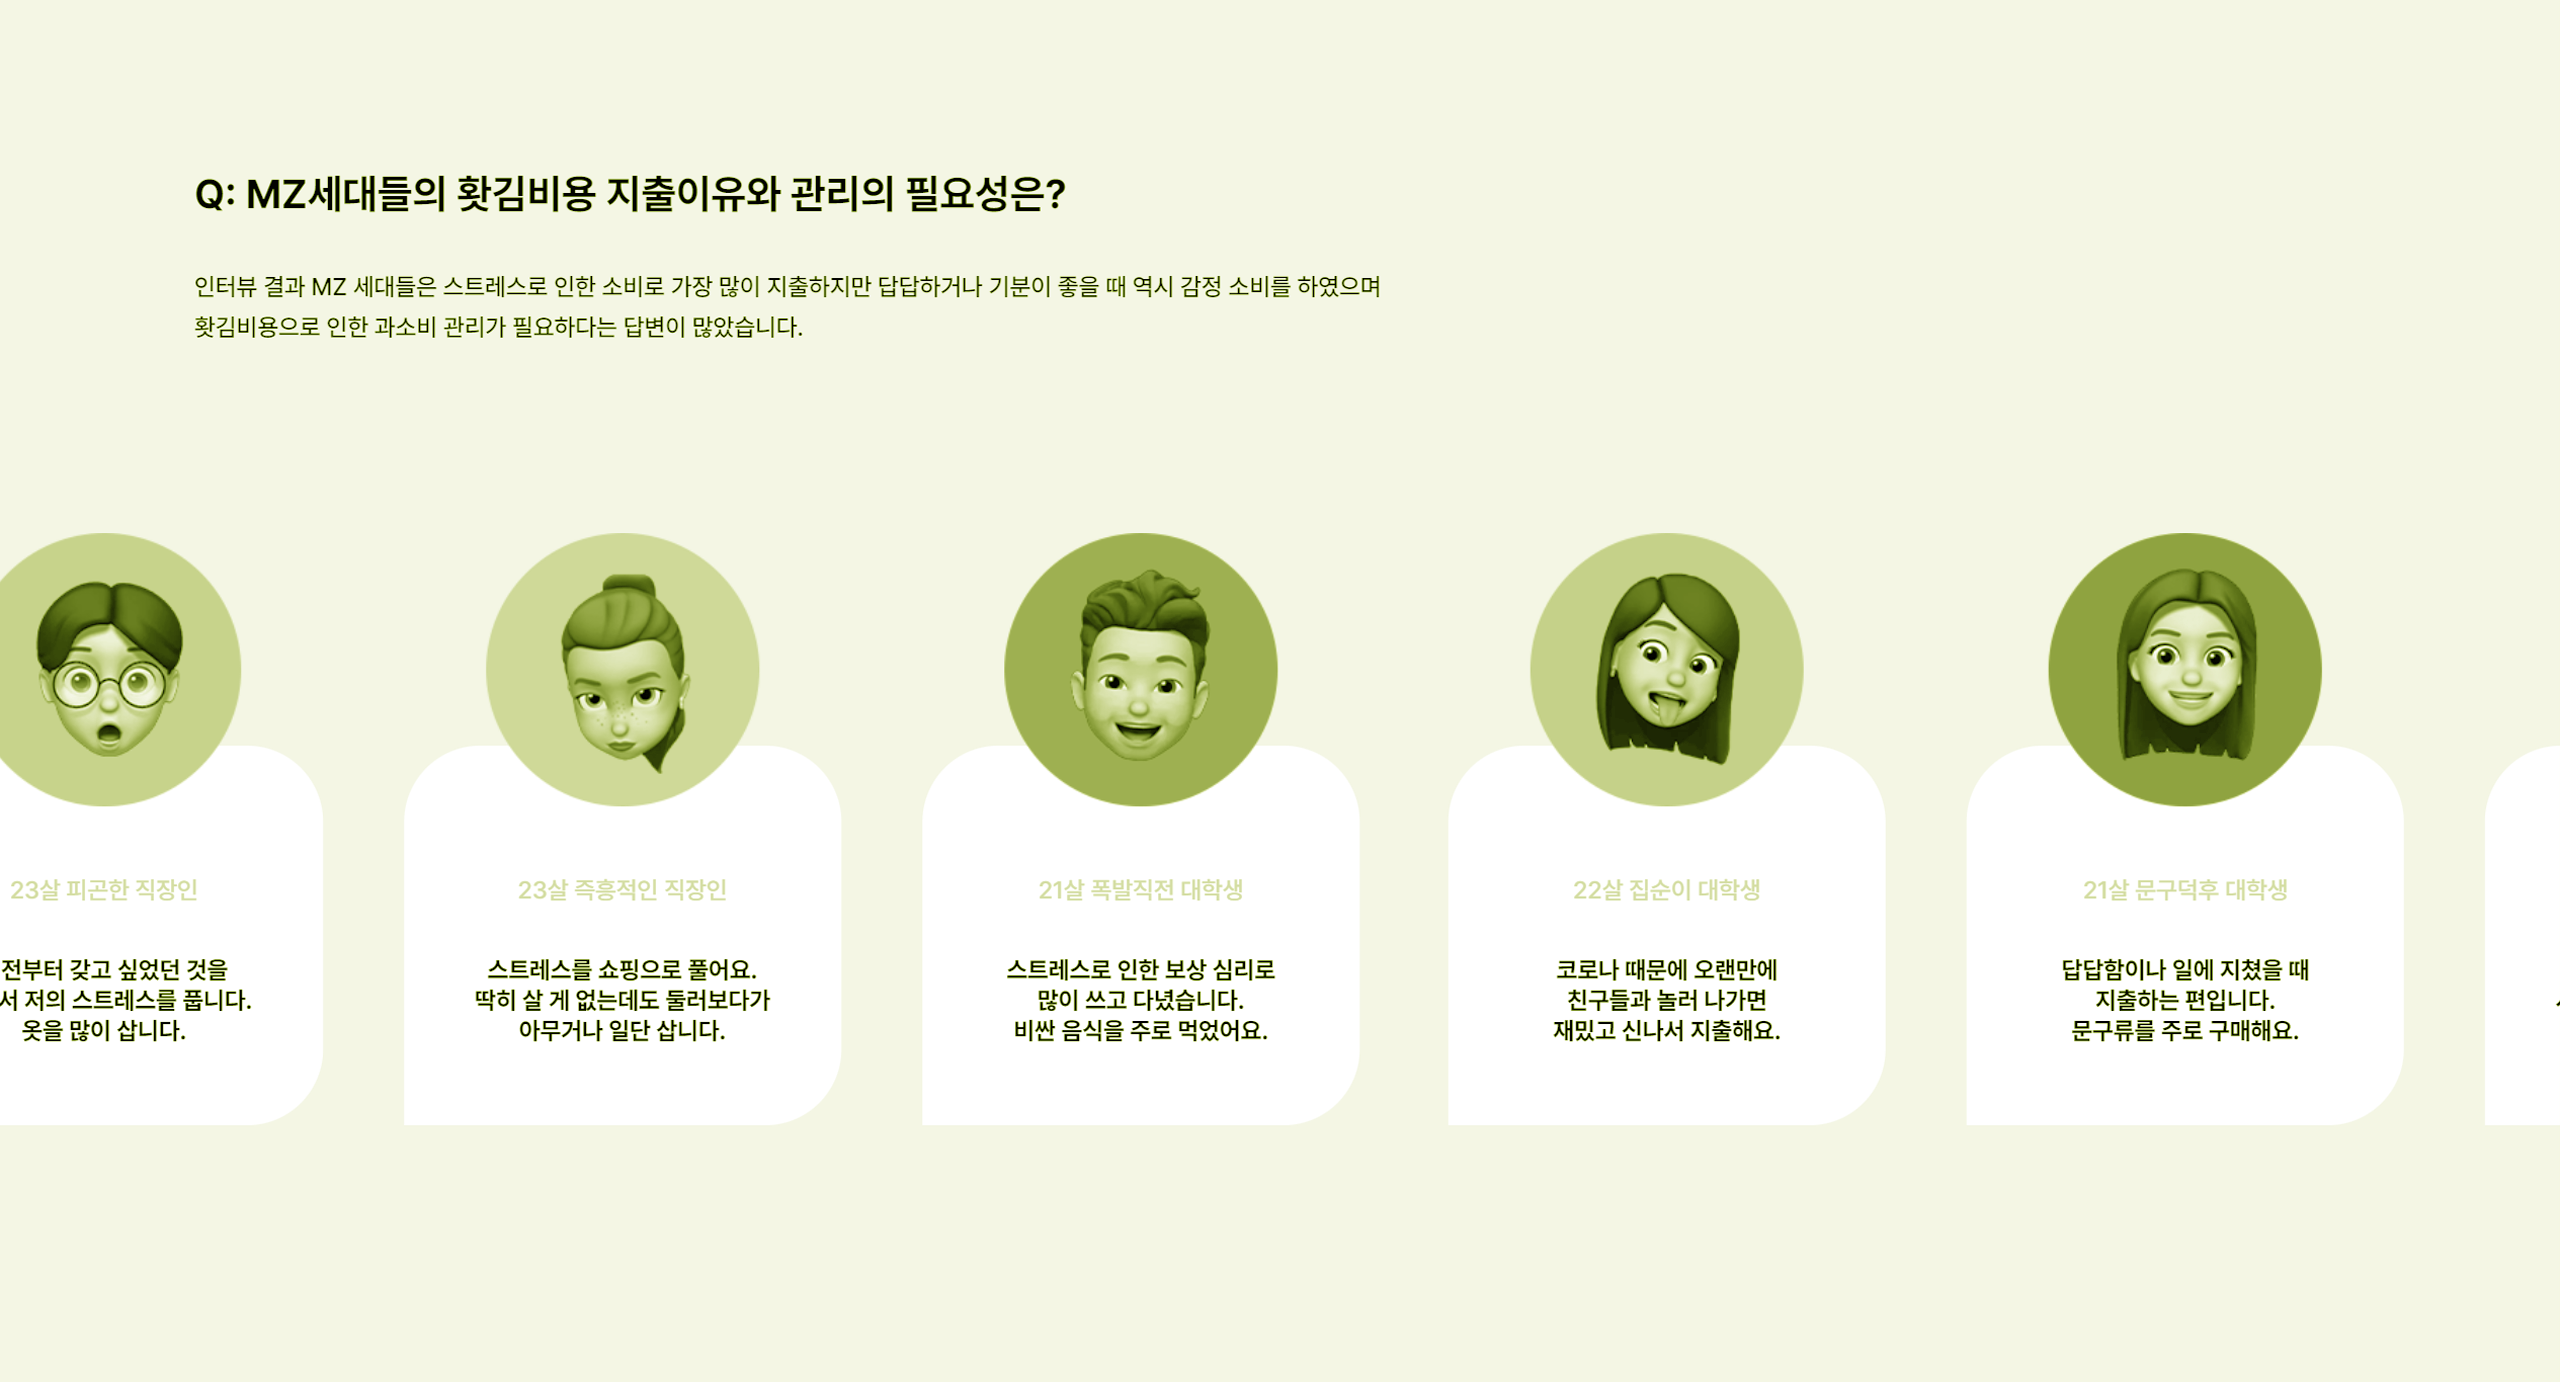 Q: MZ세대들의 홧김비용 지출이유와 관리의 필요성은?
인터뷰 결과 MZ 세대들은 스트레스로 인한 소비로 가장 많이 지출하지만 답답하거나 기분이 좋을 때 역시 감정 소비를 하였으며
홧김비용으로 인한 과소비 관리가 필요하다는 답변이 많았습니다.
23살 피곤한 직장인
전부터 갖고 싶었던 것을
서 저의 스트레스를 풉니다.
옷을 많이 삽니다.
23살 즉흥적인 직장인
스트레스를 쇼핑으로 풀어요.
딱히 살 게 없는데도 둘러보다가
아무거나 일단 삽니다.
21살 폭발직전 대학생
스트레스로 인한 보상 심리로
많이 쓰고 다녔습니다.
비싼 음식을 주로 먹었어요.
22살 집순이 대학생
코로나 때문에 오랜만에
친구들과 놀러 나가면
재밌고 신나서 지출해요.
21살 문구덕후 대학생
답답함이나 일에 지쳤을 때
지출하는 편입니다.
문구류를 주로 구매해요.